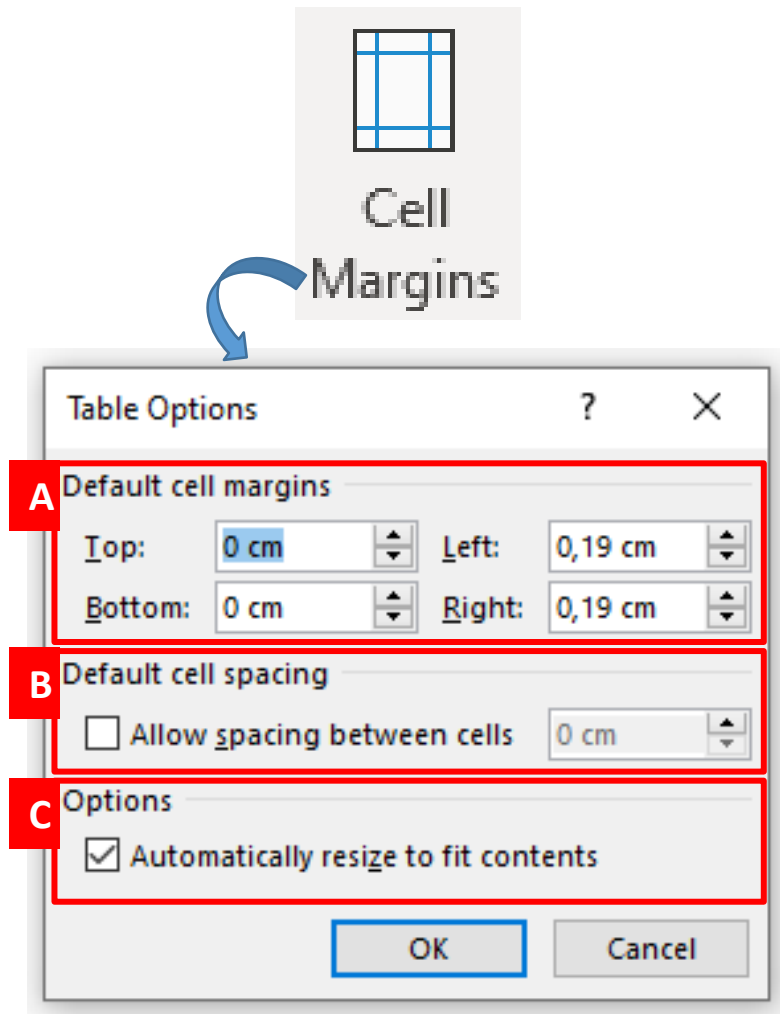 Cell
Margins
Table Options ?
A
Default cell margins
Top: 0 cm Left: 0,19 cm
Bottom: 0 cm Right: 0,19 cm
B
Default cell spacing
Allow spacing between cells 0 cm
C
Options
Automatically resize to fit contents
OK Cancel